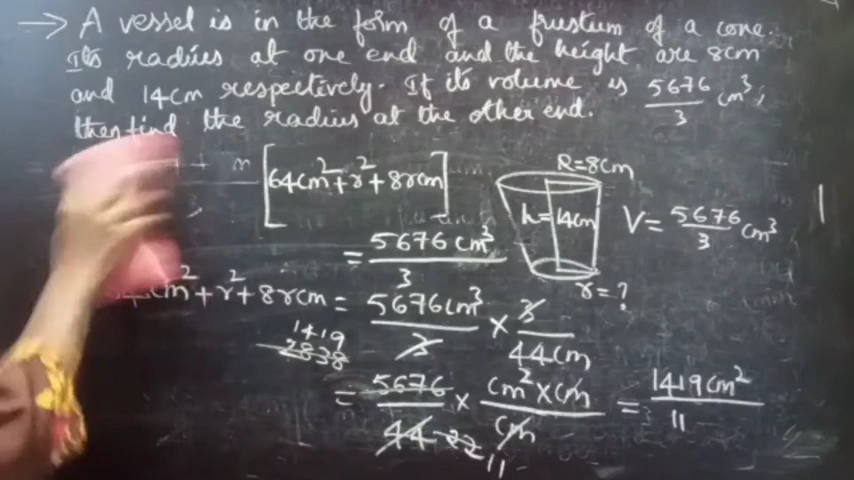 → A vessel is in the form of a frustum of a cone.
Its radius at one end and the height are 8cm
and 14cm respectively. If its volume is 5676/3 cm³,
then find the radius at the other end.
[64cm²+r²+8rcm]
R=8cm
h=14cm
V=5676/3 cm³
= 5676cm³/3
r=?
cm²+r²+8rcm = 5676cm³/3 × 3/44cm
1419
2838
= 5676/44 × cm²×cm/cm = 1419cm²/11
22
11